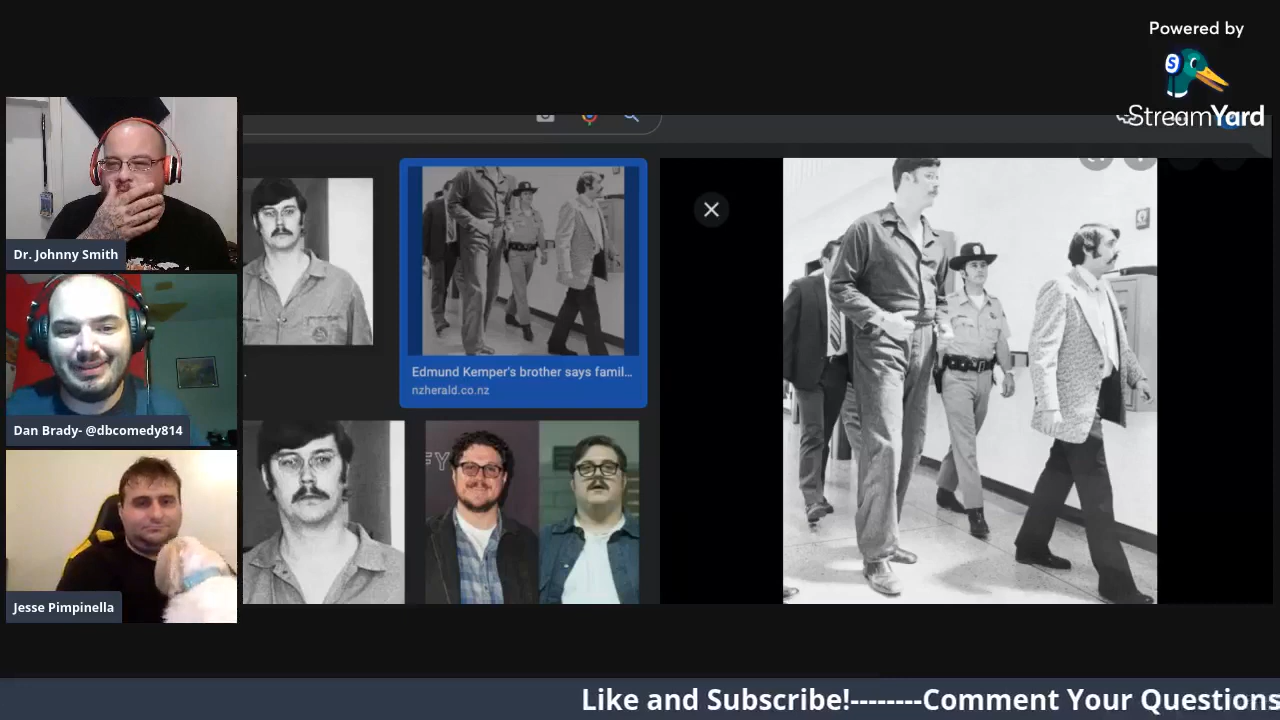 Powered by
StreamYard
Dr. Johnny Smith
Dan Brady- @dbcomedy814
Jesse Pimpinella
Edmund Kemper's brother says famil...
nzherald.co.nz
FY
Like and Subscribe!--------Comment Your Questions